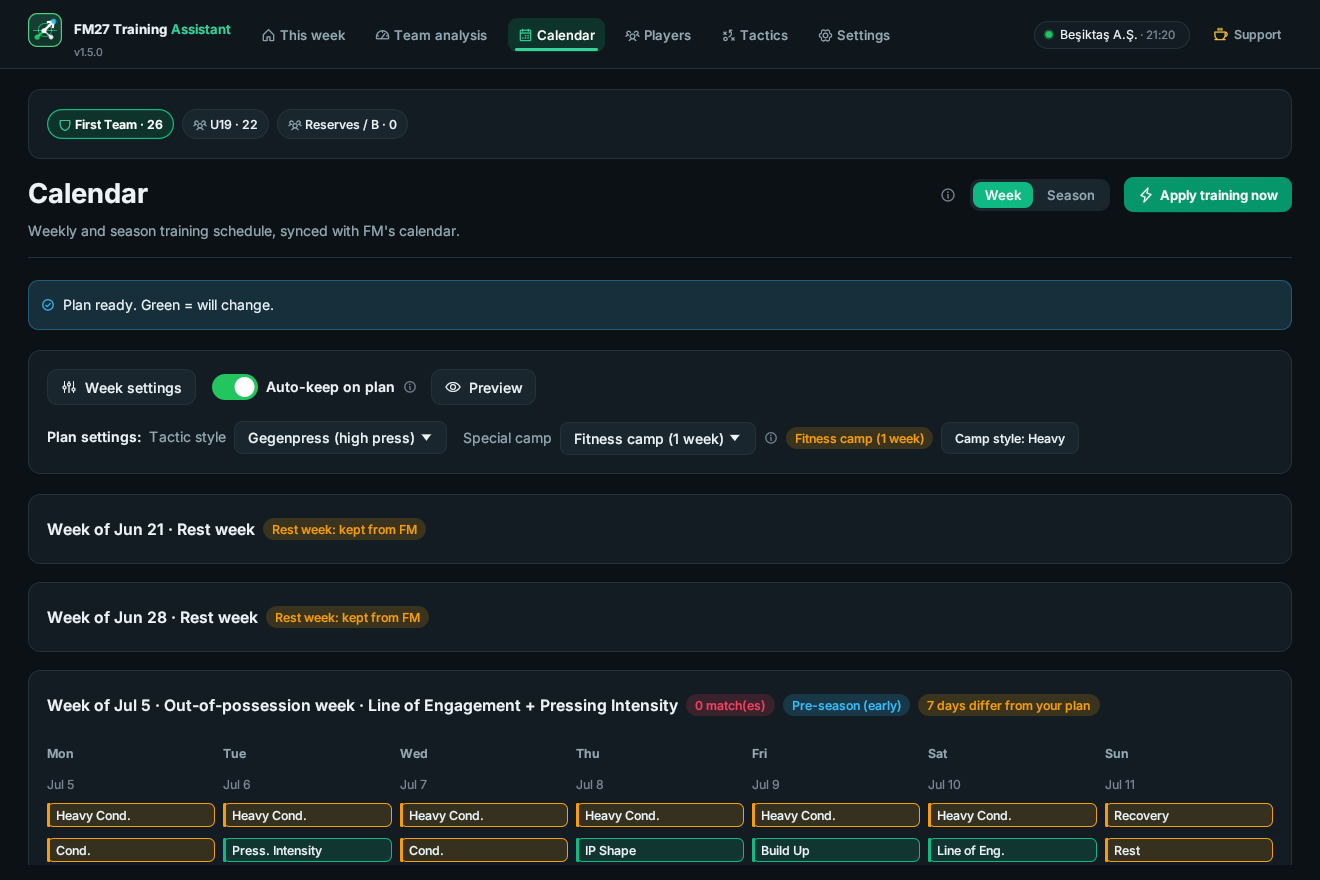 FM27 Training Assistant
v1.5.0
This week
Team analysis
Calendar
Players
Tactics
Settings
Beşiktaş A.Ş. · 21:20
Support
First Team · 26
U19 · 22
Reserves / B · 0
Calendar
Week
Season
Apply training now
Weekly and season training schedule, synced with FM's calendar.
Plan ready. Green = will change.
Week settings
Auto-keep on plan
Preview
Plan settings: Tactic style Gegenpress (high press) Special camp Fitness camp (1 week) Fitness camp (1 week) Camp style: Heavy
Week of Jun 21 · Rest week Rest week: kept from FM
Week of Jun 28 · Rest week Rest week: kept from FM
Week of Jul 5 · Out-of-possession week · Line of Engagement + Pressing Intensity 0 match(es) Pre-season (early) 7 days differ from your plan
Mon Tue Wed Thu Fri Sat Sun
Jul 5 Jul 6 Jul 7 Jul 8 Jul 9 Jul 10 Jul 11
Heavy Cond. Heavy Cond. Heavy Cond. Heavy Cond. Heavy Cond. Heavy Cond. Recovery
Cond. Press. Intensity Cond. IP Shape Build Up Line of Eng. Rest